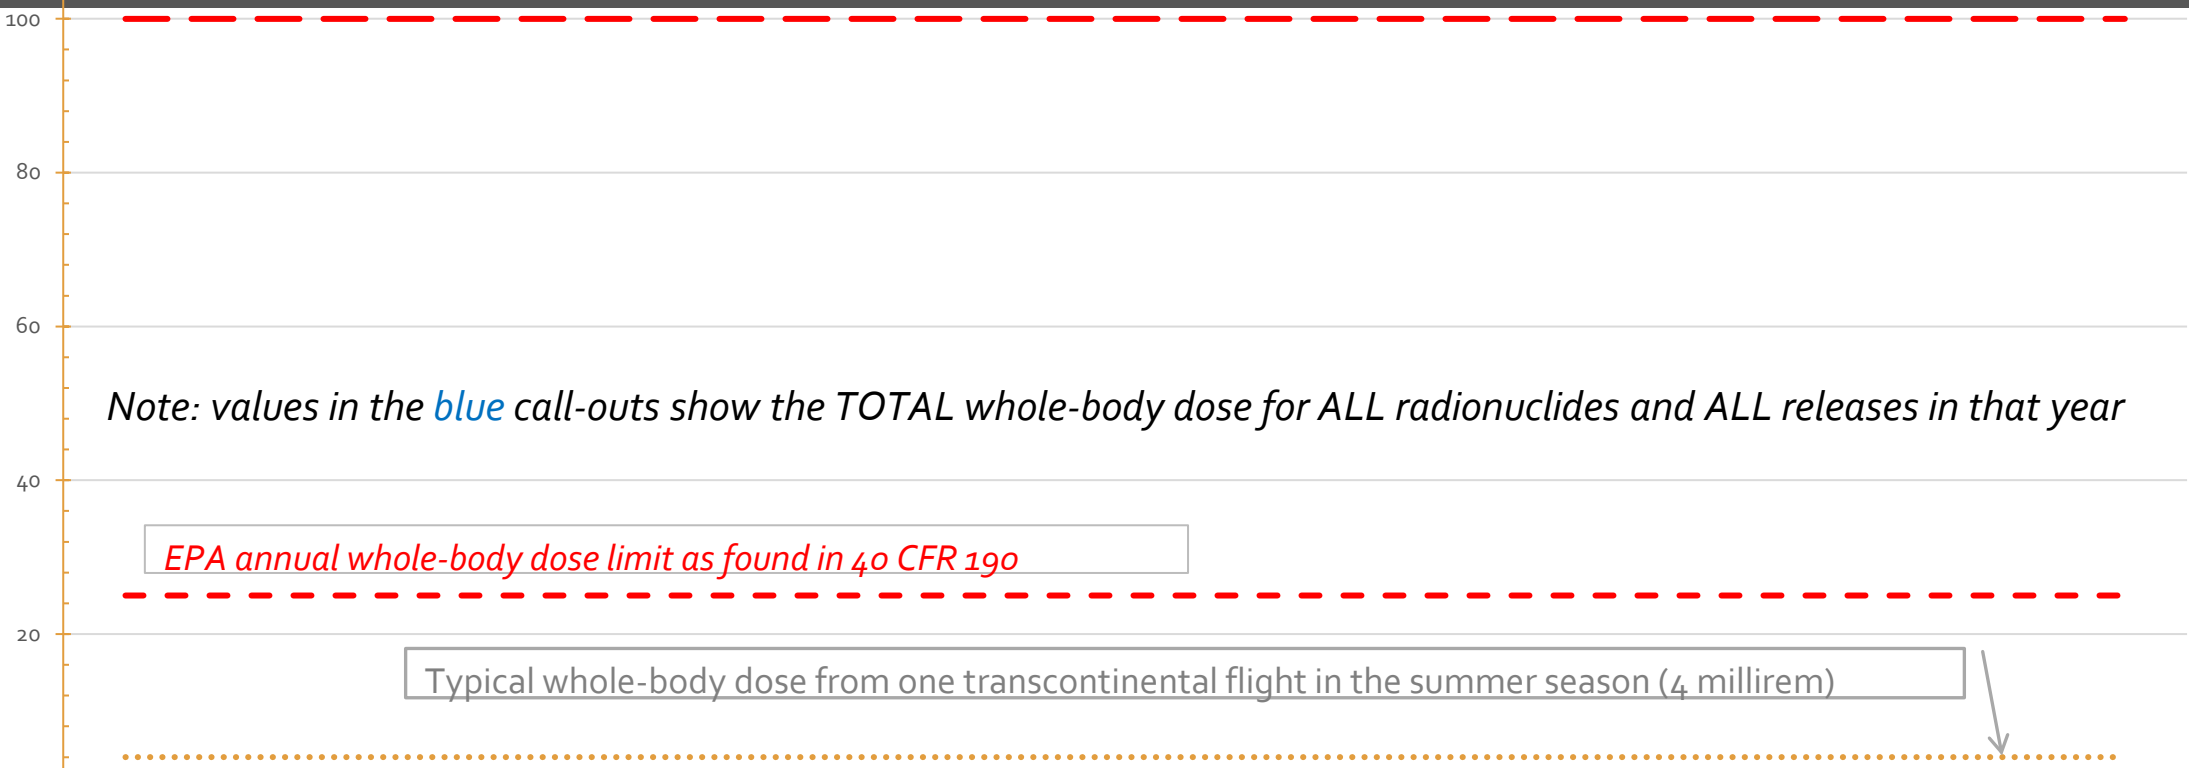 100
80
60
Note: values in the blue call-outs show the TOTAL whole-body dose for ALL radionuclides and ALL releases in that year
40
EPA annual whole-body dose limit as found in 40 CFR 190
20
Typical whole-body dose from one transcontinental flight in the summer season (4 millirem)